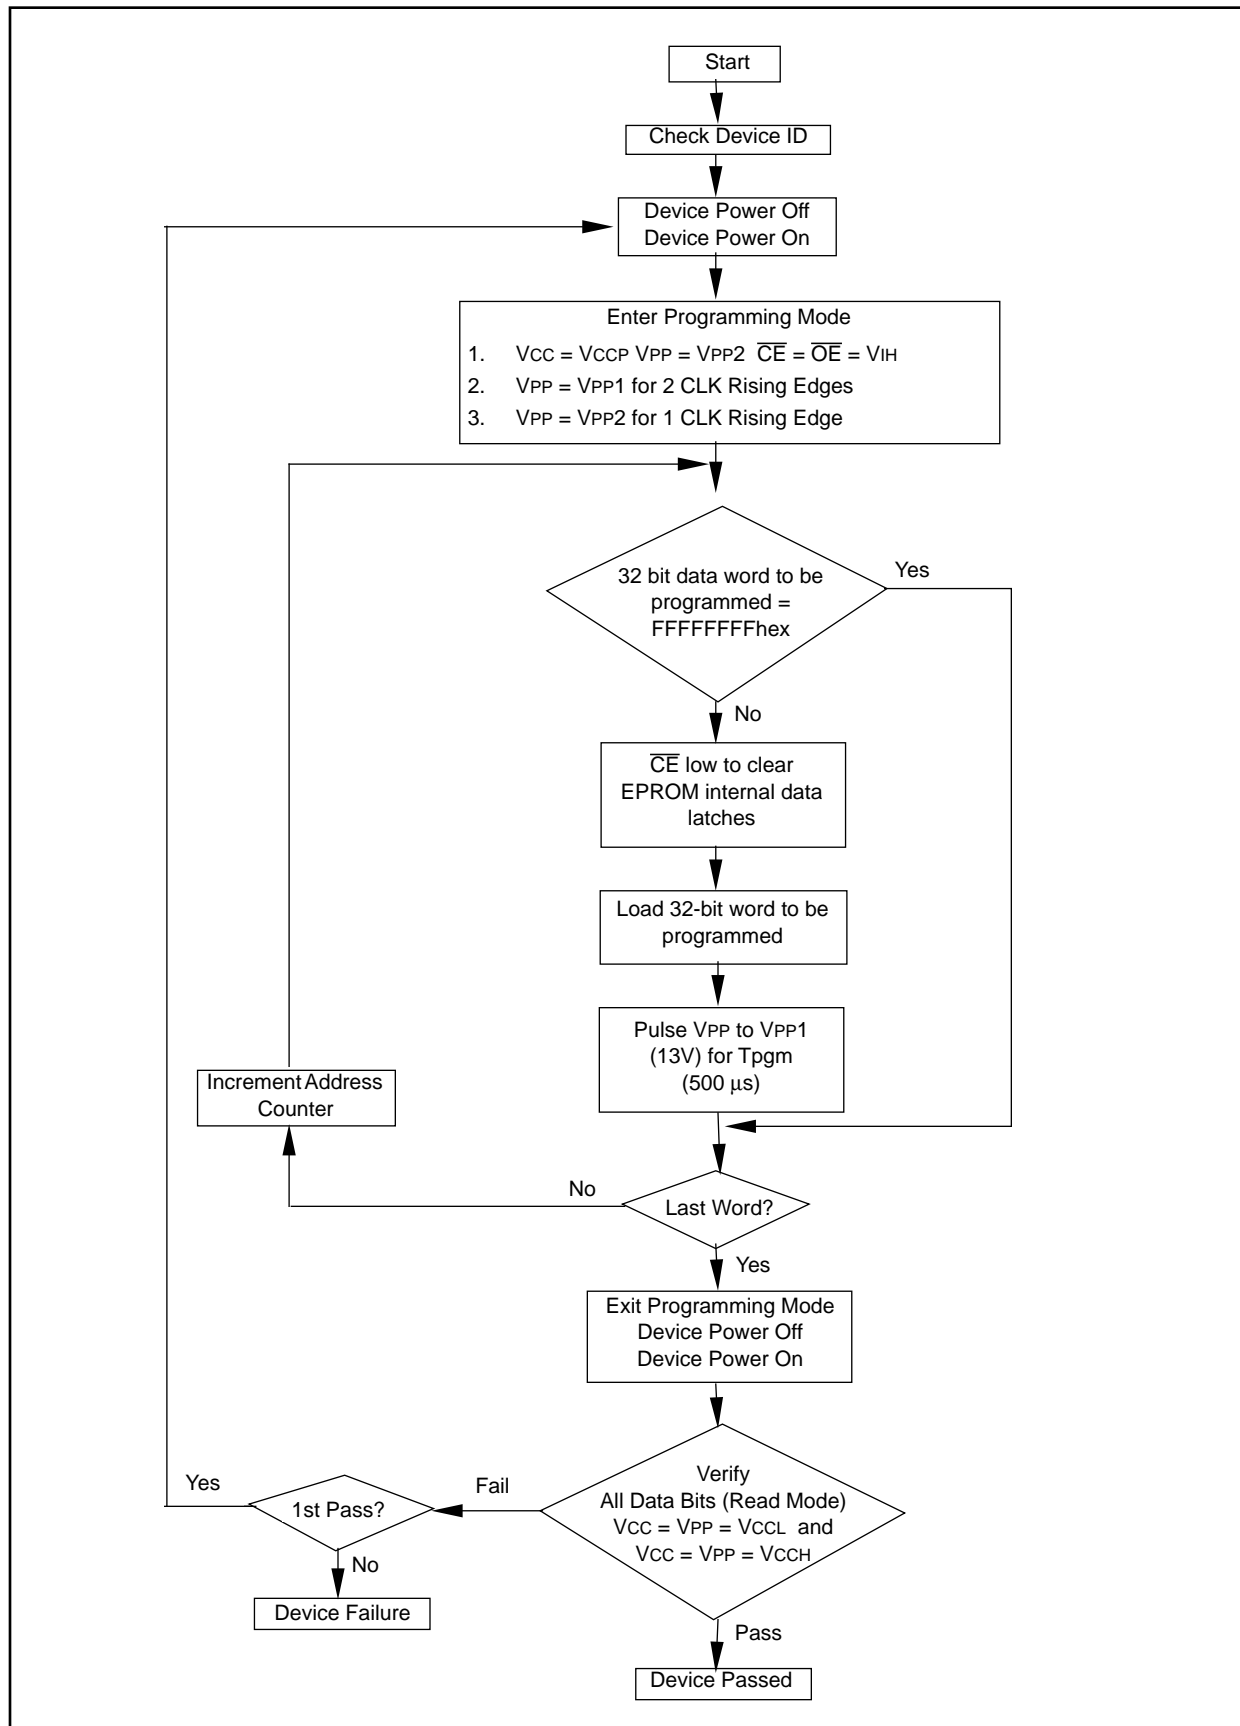 Start
Check Device ID
Device Power Off
Device Power On
Enter Programming Mode
1. VCC = VCCP VPP = VPP2 C̅E̅ = O̅E̅ = VIH
2. VPP = VPP1 for 2 CLK Rising Edges
3. VPP = VPP2 for 1 CLK Rising Edge
32 bit data word to be
programmed =
FFFFFFFFhex
Yes
No
C̅E̅ low to clear
EPROM internal data
latches
Load 32-bit word to be
programmed
Pulse VPP to VPP1
(13V) for Tpgm
(500 μs)
Increment Address
Counter
No
Last Word?
Yes
Exit Programming Mode
Device Power Off
Device Power On
Verify
All Data Bits (Read Mode)
VCC = VPP = VCCL and
VCC = VPP = VCCH
Fail
1st Pass?
Yes
No
Device Failure
Pass
Device Passed